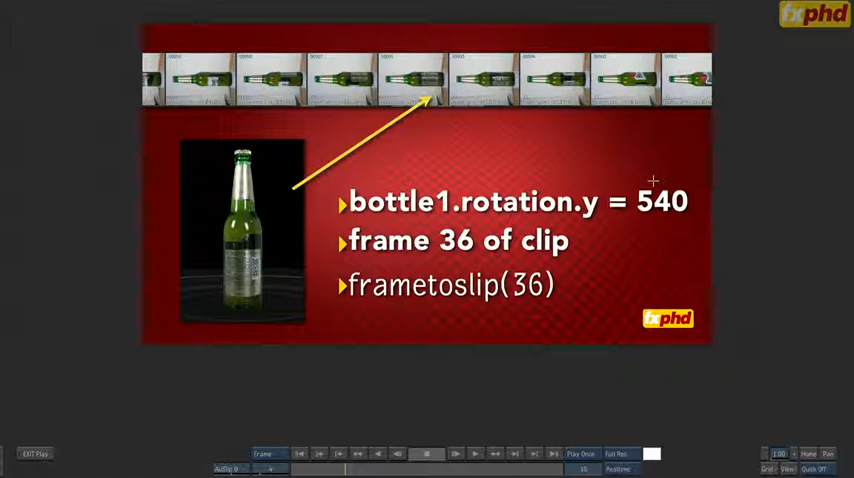 fxphd
bottle1.rotation.y = 540
frame 36 of clip
frametoslip(36)
fxphd
EXIT Play
Frame
Play Once
Full Res
1:00
Home
Pan
4
10
Realtime
Grid
View
Quick Off